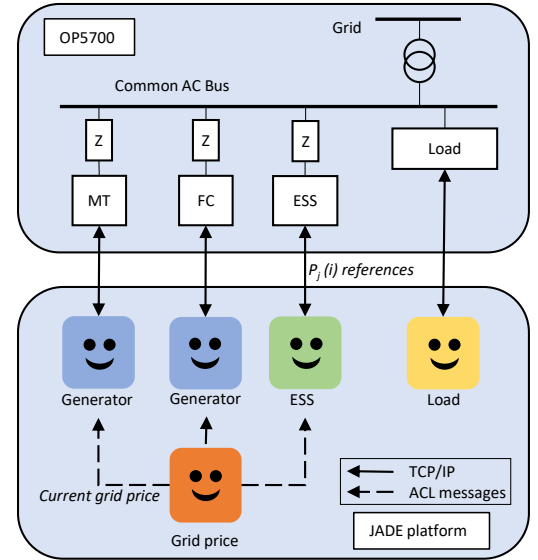 OP5700
Grid
Common AC Bus
Z
Z
Z
Load
MT
FC
ESS
Pj (i) references
Generator
Generator
ESS
Load
Current grid price
Grid price
TCP/IP
ACL messages
JADE platform